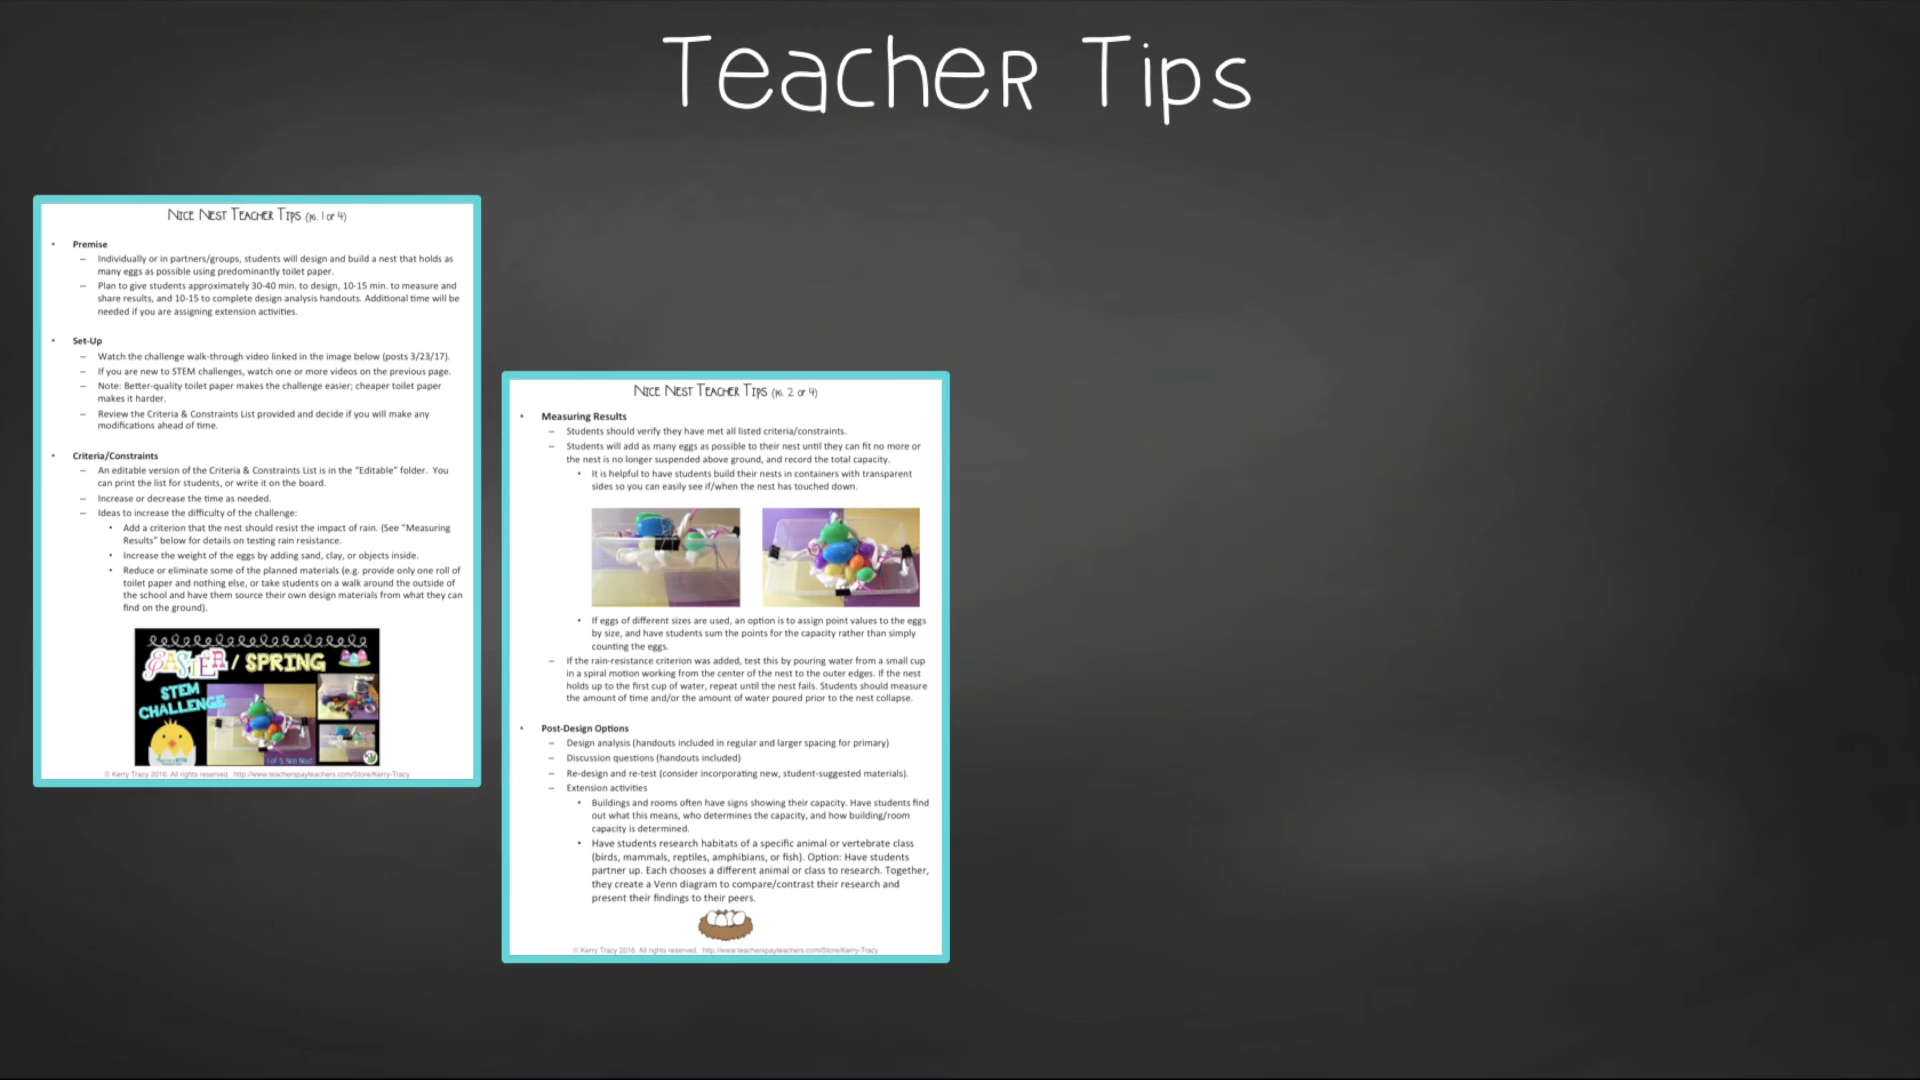 Teacher Tips
Nice Nest Teacher Tips (pg. 1 of 4)
• Premise
– Individually or in partners/groups, students will design and build a nest that holds as
many eggs as possible using predominantly toilet paper.
– Plan to give students approximately 30-40 min. to design, 10-15 min. to measure and
share results, and 10-15 to complete design analysis handouts. Additional time will be
needed if you are assigning extension activities.
• Set-Up
– Watch the challenge walk-through video linked in the image below (posts 3/23/17).
– If you are new to STEM challenges, watch one or more videos on the previous page.
– Note: Better-quality toilet paper makes the challenge easier; cheaper toilet paper
makes it harder.
– Review the Criteria & Constraints List provided and decide if you will make any
modifications ahead of time.
• Criteria/Constraints
– An editable version of the Criteria & Constraints List is in the "Editable" folder. You
can print the list for students, or write it on the board.
– Increase or decrease the time as needed.
– Ideas to increase the difficulty of the challenge:
• Add a criterion that the nest should resist the impact of rain. (See "Measuring
Results" below for details on testing rain resistance.
• Increase the weight of the eggs by adding sand, clay, or objects inside.
• Reduce or eliminate some of the planned materials (e.g. provide only one roll of
toilet paper and nothing else, or take students on a walk around the outside of
the school and have them source their own design materials from what they can
find on the ground).
EASTER / SPRING
STEM
CHALLENGE
1 of 5: Nice Nest
© Kerry Tracy 2016. All rights reserved. http://www.teacherspayteachers.com/Store/Kerry-Tracy
Nice Nest Teacher Tips (pg. 2 of 4)
• Measuring Results
– Students should verify they have met all listed criteria/constraints.
– Students will add as many eggs as possible to their nest until they can fit no more or
the nest is no longer suspended above ground, and record the total capacity.
• It is helpful to have students build their nests in containers with transparent
sides so you can easily see if/when the nest has touched down.
• If eggs of different sizes are used, an option is to assign point values to the eggs
by size, and have students sum the points for the capacity rather than simply
counting the eggs.
– If the rain-resistance criterion was added, test this by pouring water from a small cup
in a spiral motion working from the center of the nest to the outer edges. If the nest
holds up to the first cup of water, repeat until the nest fails. Students should measure
the amount of time and/or the amount of water poured prior to the nest collapse.
• Post-Design Options
– Design analysis (handouts included in regular and larger spacing for primary)
– Discussion questions (handouts included)
– Re-design and re-test (consider incorporating new, student-suggested materials).
– Extension activities
• Buildings and rooms often have signs showing their capacity. Have students find
out what this means, who determines the capacity, and how building/room
capacity is determined.
• Have students research habitats of a specific animal or vertebrate class
(birds, mammals, reptiles, amphibians, or fish). Option: Have students
partner up. Each chooses a different animal or class to research. Together,
they create a Venn diagram to compare/contrast their research and
present their findings to their peers.
© Kerry Tracy 2016. All rights reserved. http://www.teacherspayteachers.com/Store/Kerry-Tracy